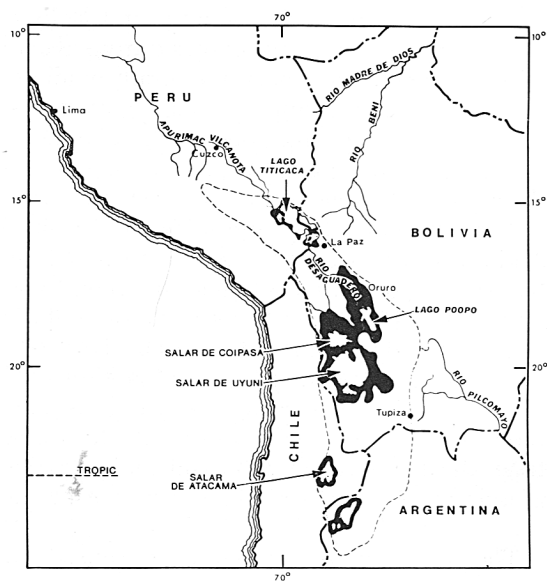 70°
10°
10°
RIO MADRE DE DIOS
PERU
Lima
RIO BENI
APURIMAC VILCANOTA
Cuzco
LAGO
TITICACA
15°
15°
La Paz
BOLIVIA
RIO
DESAGUADERO
Oruro
LAGO POOPO
SALAR DE COIPASA
20°
20°
SALAR DE UYUNI
RIO PILCOMAYO
Tupiza
CHILE
TROPIC
SALAR
DE ATACAMA
ARGENTINA
70°